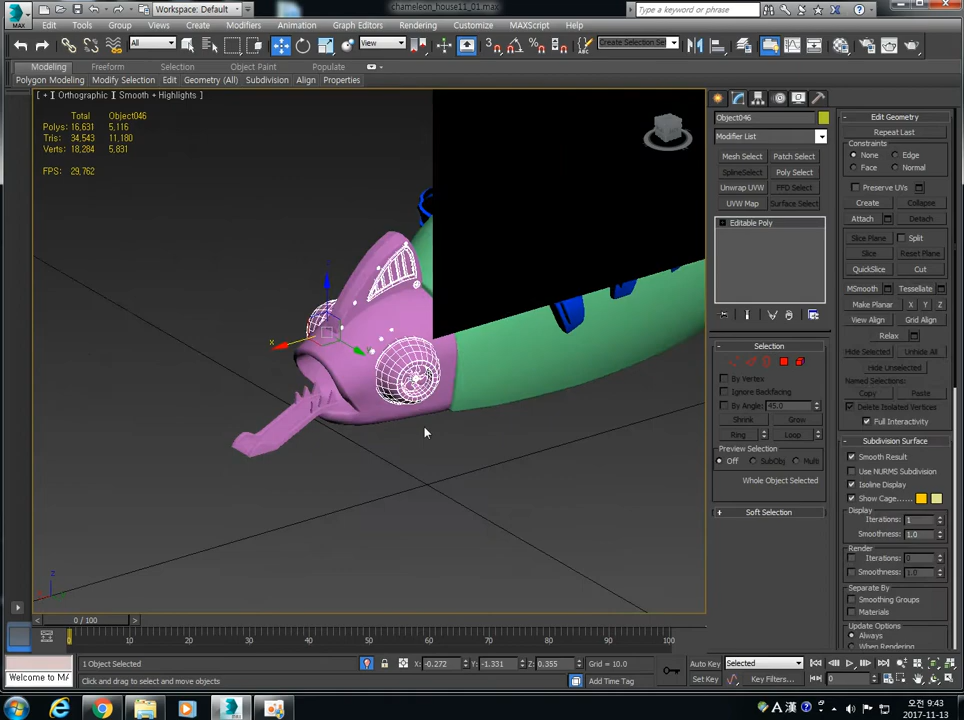 MAX
Workspace: Default
chameleon_house11_01.max
Type a keyword or phrase
Edit Tools Group Views Create Modifiers Animation Graph Editors Rendering Customize MAXScript Help
All
View
Create Selection Se
Modeling Freeform Selection Object Paint Populate
Polygon Modeling Modify Selection Edit Geometry (All) Subdivision Align Properties
[ + ] Orthographic ] Smooth + Highlights ]
Total Object046
Polys: 16,631 5,116
Tris: 34,543 11,180
Verts: 18,284 5,831
FPS: 29,762
x
z
Object046
Modifier List
Mesh Select Patch Select
SplineSelect Poly Select
Unwrap UVW FFD Select
UVW Map Surface Select
Editable Poly
Selection
By Vertex
Ignore Backfacing
By Angle: 45.0
Shrink Grow
Ring Loop
Preview Selection
Off SubObj Multi
Whole Object Selected
Soft Selection
Edit Geometry
Repeat Last
Constraints
None Edge
Face Normal
Preserve UVs
Create Collapse
Attach Detach
Slice Plane Split
Slice Reset Plane
QuickSlice Cut
MSmooth Tessellate
Make Planar X Y Z
View Align Grid Align
Relax
Hide Selected Unhide All
Hide Unselected
Named Selections:
Copy Paste
Delete Isolated Vertices
Full Interactivity
Subdivision Surface
Smooth Result
Use NURMS Subdivision
Isoline Display
Show Cage......
Display
Iterations: 1
Smoothness: 1.0
Render
Iterations: 0
Smoothness: 1.0
Separate By
Smoothing Groups
Materials
Update Options
Always
When Rendering
0 / 100
0 10 20 30 40 50 60 70 80 90 100
Welcome to MA
1 Object Selected
X: -0.272 Y: -1.331 Z: 0.355 Grid = 10.0
Auto Key Selected
Click and drag to select and move objects
Add Time Tag
Set Key Key Filters... 0
A 漢
오전 9:43
2017-11-13